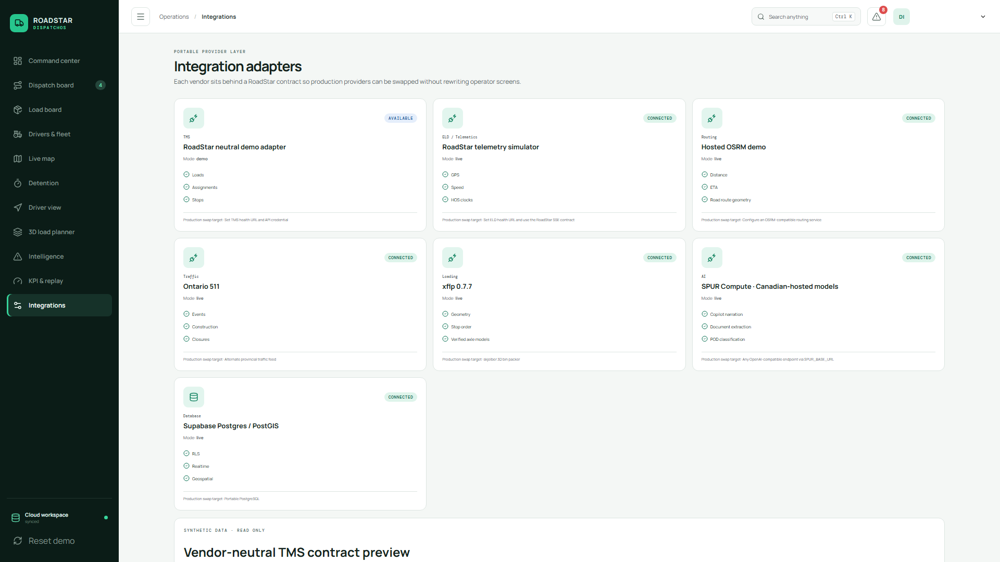 ROADSTAR
DISPATCHOS
Command center
Dispatch board
4
Load board
Drivers & fleet
Live map
Detention
Driver view
3D load planner
Intelligence
KPI & replay
Integrations
Cloud workspace
synced
Reset demo
Operations / Integrations
Search anything
Ctrl K
8
DI
PORTABLE PROVIDER LAYER
Integration adapters
Each vendor sits behind a RoadStar contract so production providers can be swapped without rewriting operator screens.
AVAILABLE
TMS
RoadStar neutral demo adapter
Mode: demo
Loads
Assignments
Stops
Production swap target: Set TMS health URL and API credential
CONNECTED
ELD / Telematics
RoadStar telemetry simulator
Mode: live
GPS
Speed
HOS clocks
Production swap target: Set ELD health URL and use the RoadStar SSE contract
CONNECTED
Routing
Hosted OSRM demo
Mode: live
Distance
ETA
Road route geometry
Production swap target: Configure an OSRM-compatible routing service
CONNECTED
Traffic
Ontario 511
Mode: live
Events
Construction
Closures
Production swap target: Alternate provincial traffic feed
CONNECTED
Loading
xflp 0.7.7
Mode: live
Geometry
Stop order
Verified axle models
Production swap target: skjolber 3D bin packer
CONNECTED
AI
SPUR Compute · Canadian-hosted models
Mode: live
Copilot narration
Document extraction
POD classification
Production swap target: Any OpenAI-compatible endpoint via SPUR_BASE_URL
CONNECTED
Database
Supabase Postgres / PostGIS
Mode: live
RLS
Realtime
Geospatial
Production swap target: Portable PostgreSQL
SYNTHETIC DATA · READ ONLY
Vendor-neutral TMS contract preview